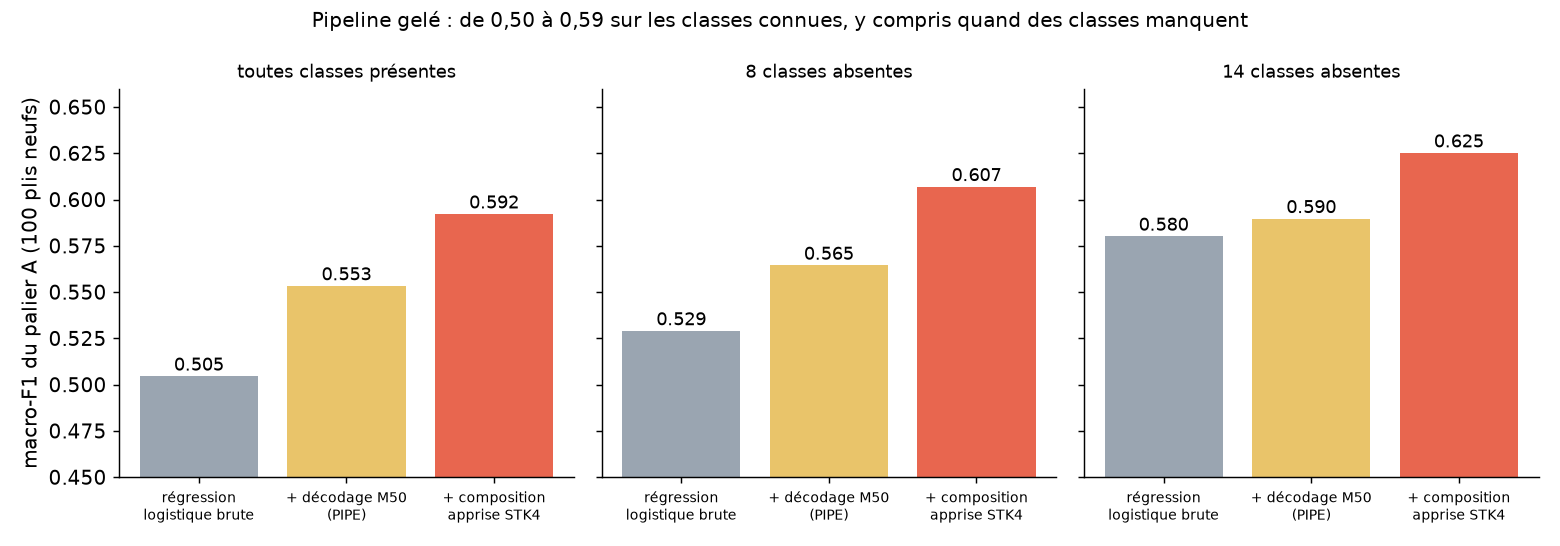 Pipeline gelé : de 0,50 à 0,59 sur les classes connues, y compris quand des classes manquent
toutes classes présentes
8 classes absentes
14 classes absentes
macro-F1 du palier A (100 plis neufs)
0.650
0.625
0.600
0.575
0.550
0.525
0.500
0.475
0.450
0.505
0.553
0.592
0.529
0.565
0.607
0.580
0.590
0.625
régression
logistique brute
+ décodage M50
(PIPE)
+ composition
apprise STK4
régression
logistique brute
+ décodage M50
(PIPE)
+ composition
apprise STK4
régression
logistique brute
+ décodage M50
(PIPE)
+ composition
apprise STK4